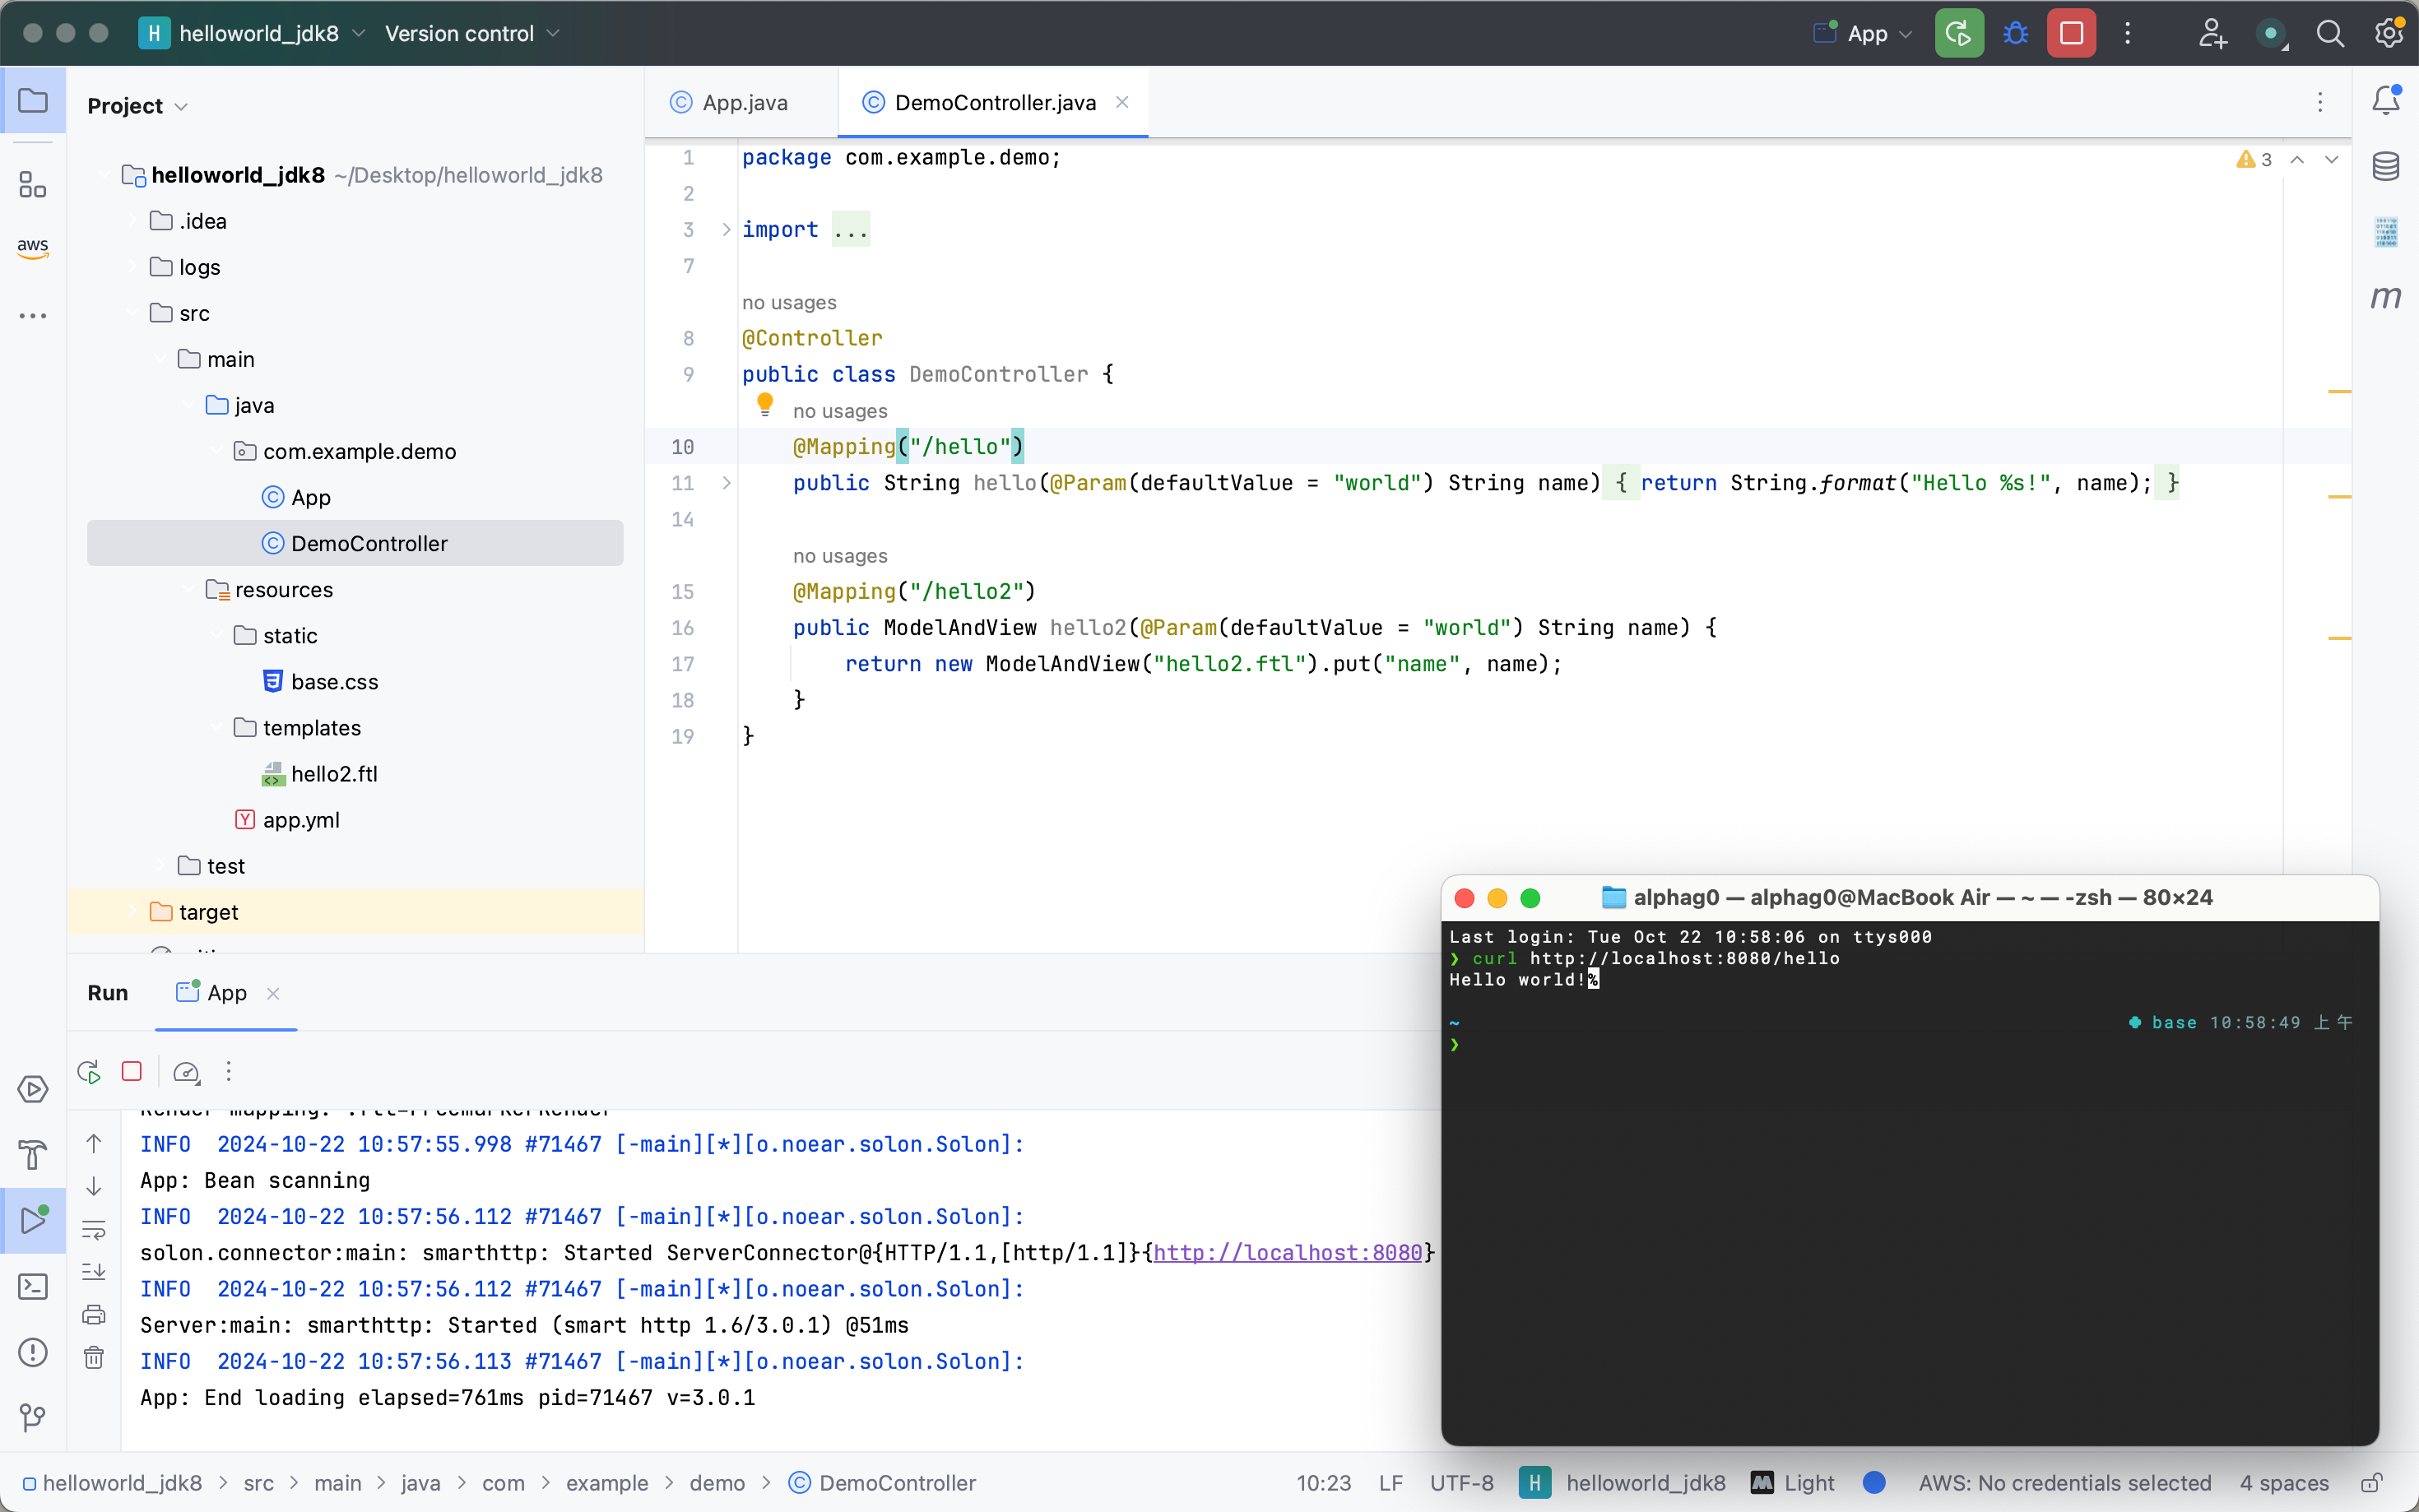 H helloworld_jdk8 Version control App
Project
helloworld_jdk8 ~/Desktop/helloworld_jdk8
.idea
logs
src
main
java
com.example.demo
App
DemoController
resources
static
base.css
templates
hello2.ftl
Y app.yml
test
target
aws
App.java DemoController.java
3
1 package com.example.demo;
2
3 import ...
7
no usages
8 @Controller
9 public class DemoController {
no usages
10 @Mapping("/hello")
11 public String hello(@Param(defaultValue = "world") String name) { return String.format("Hello %s!", name); }
14
no usages
15 @Mapping("/hello2")
16 public ModelAndView hello2(@Param(defaultValue = "world") String name) {
17 return new ModelAndView("hello2.ftl").put("name", name);
18 }
19 }
m
Run App
Render mapping: .ftl=FreemarkerRender
INFO 2024-10-22 10:57:55.998 #71467 [-main][*][o.noear.solon.Solon]:
App: Bean scanning
INFO 2024-10-22 10:57:56.112 #71467 [-main][*][o.noear.solon.Solon]:
solon.connector:main: smarthttp: Started ServerConnector@{HTTP/1.1,[http/1.1]}{http://localhost:8080}
INFO 2024-10-22 10:57:56.112 #71467 [-main][*][o.noear.solon.Solon]:
Server:main: smarthttp: Started (smart http 1.6/3.0.1) @51ms
INFO 2024-10-22 10:57:56.113 #71467 [-main][*][o.noear.solon.Solon]:
App: End loading elapsed=761ms pid=71467 v=3.0.1
alphag0 — alphag0@MacBook Air — ~ — -zsh — 80×24
Last login: Tue Oct 22 10:58:06 on ttys000
❯ curl http://localhost:8080/hello
Hello world!%
~ base 10:58:49 上午
❯
helloworld_jdk8 > src > main > java > com > example > demo > DemoController 10:23 LF UTF-8 H helloworld_jdk8 Light AWS: No credentials selected 4 spaces